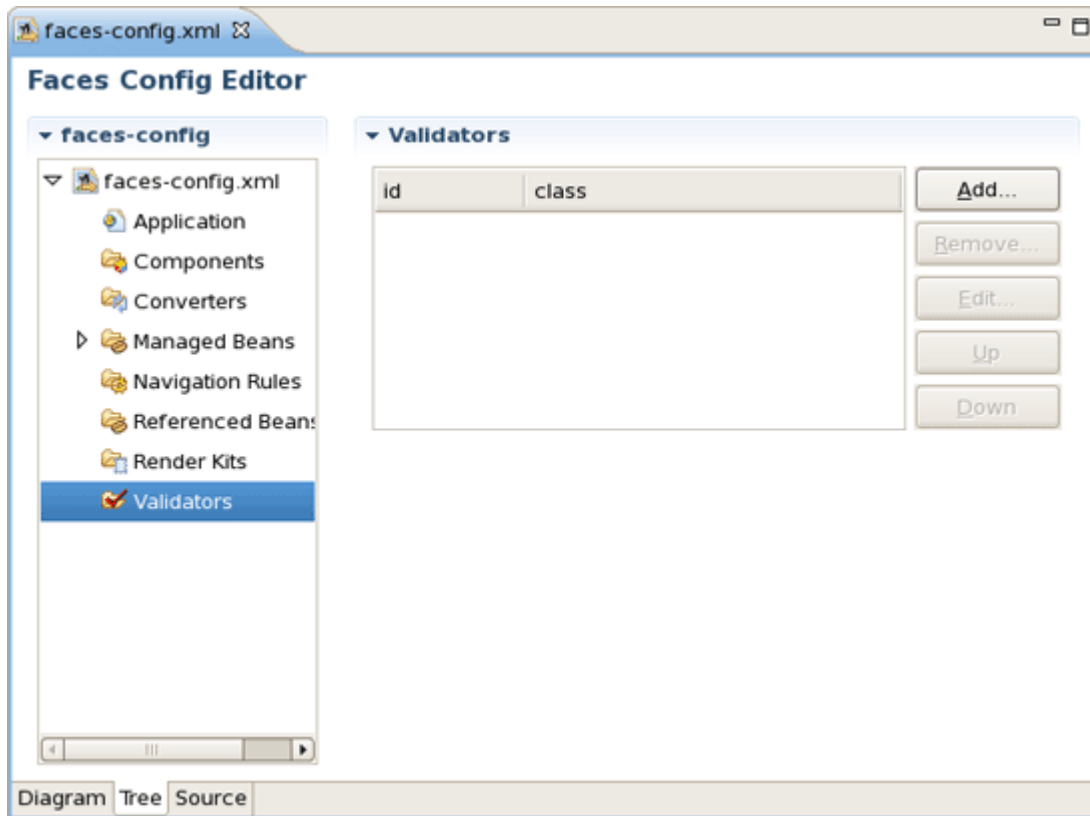 faces-config.xml
Faces Config Editor
faces-config
faces-config.xml
Application
Components
Converters
Managed Beans
Navigation Rules
Referenced Beans
Render Kits
Validators
Validators
id class
Add...
Remove...
Edit...
Up
Down
Diagram Tree Source